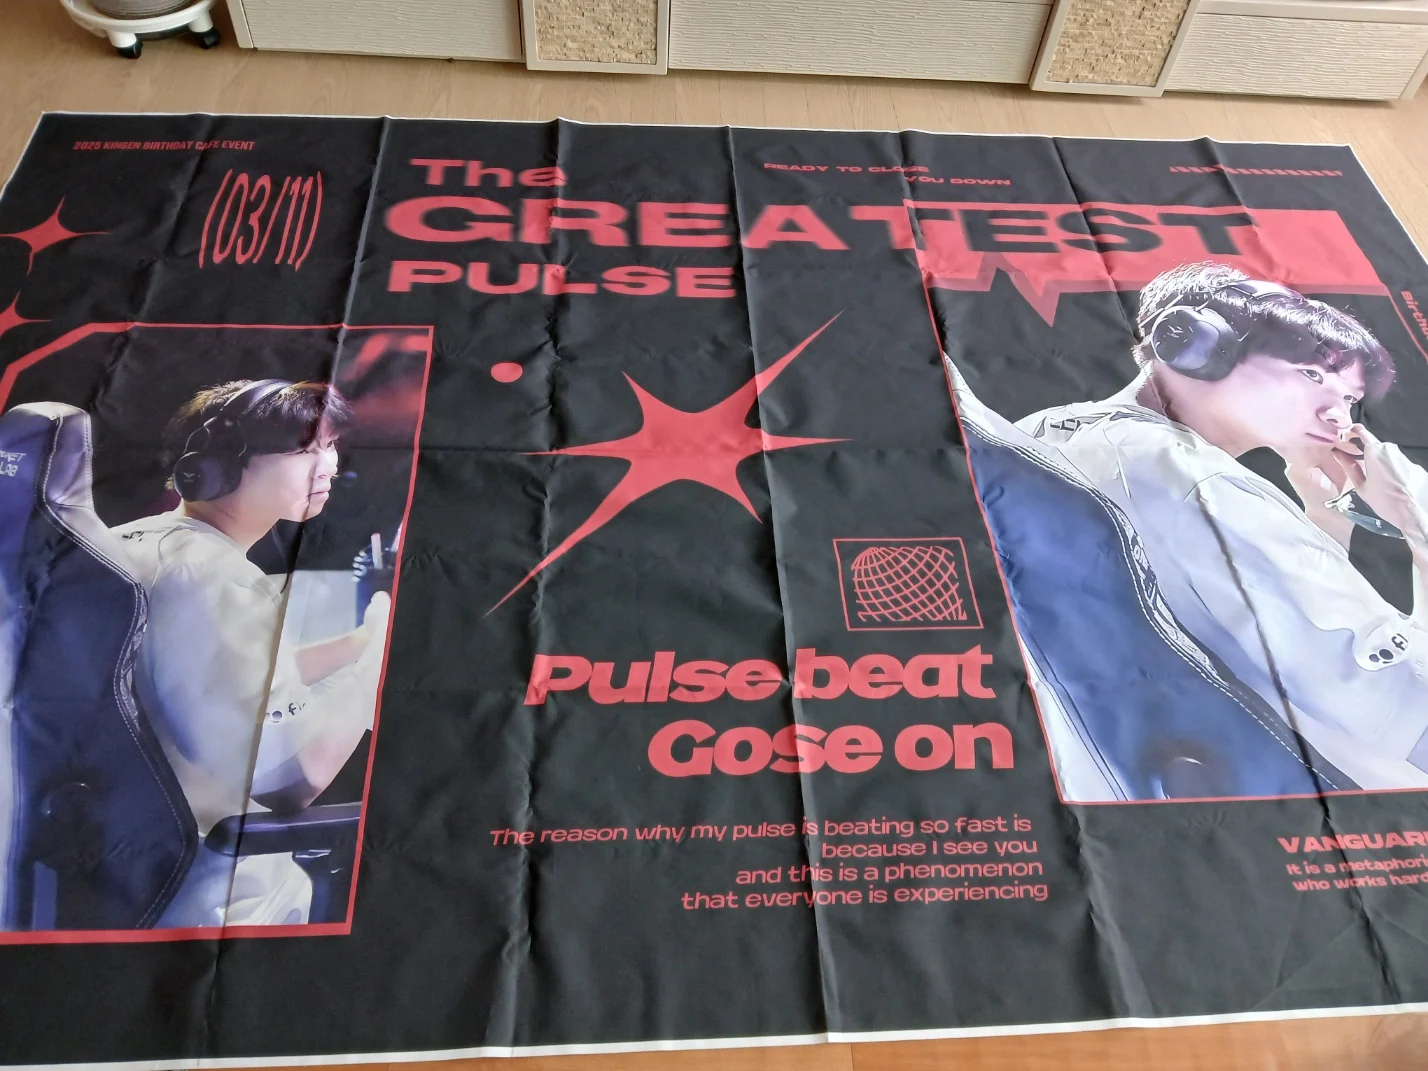 2025 KINGEN BIRTHDAY CAFE EVENT
(03/11)
The
GREATEST
PULSE
READY TO CLOSE
YOU DOWN
Pulse beat
Gose on
The reason why my pulse is beating so fast is
because I see you
and this is a phenomenon
that everyone is experiencing
VANGUAR
It is a metaphor
who works hard
LAB